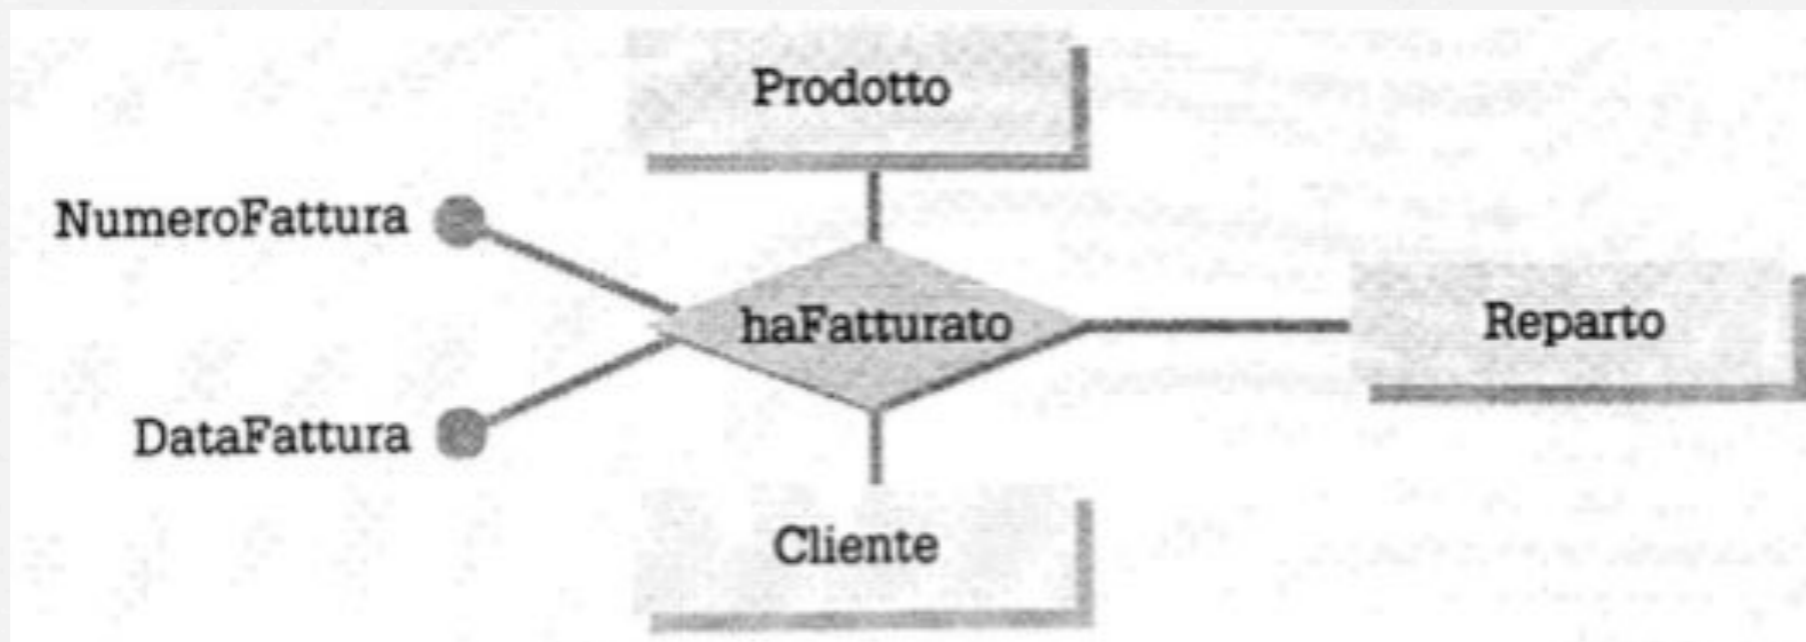 Prodotto
NumeroFattura
haFatturato
Reparto
DataFattura
Cliente